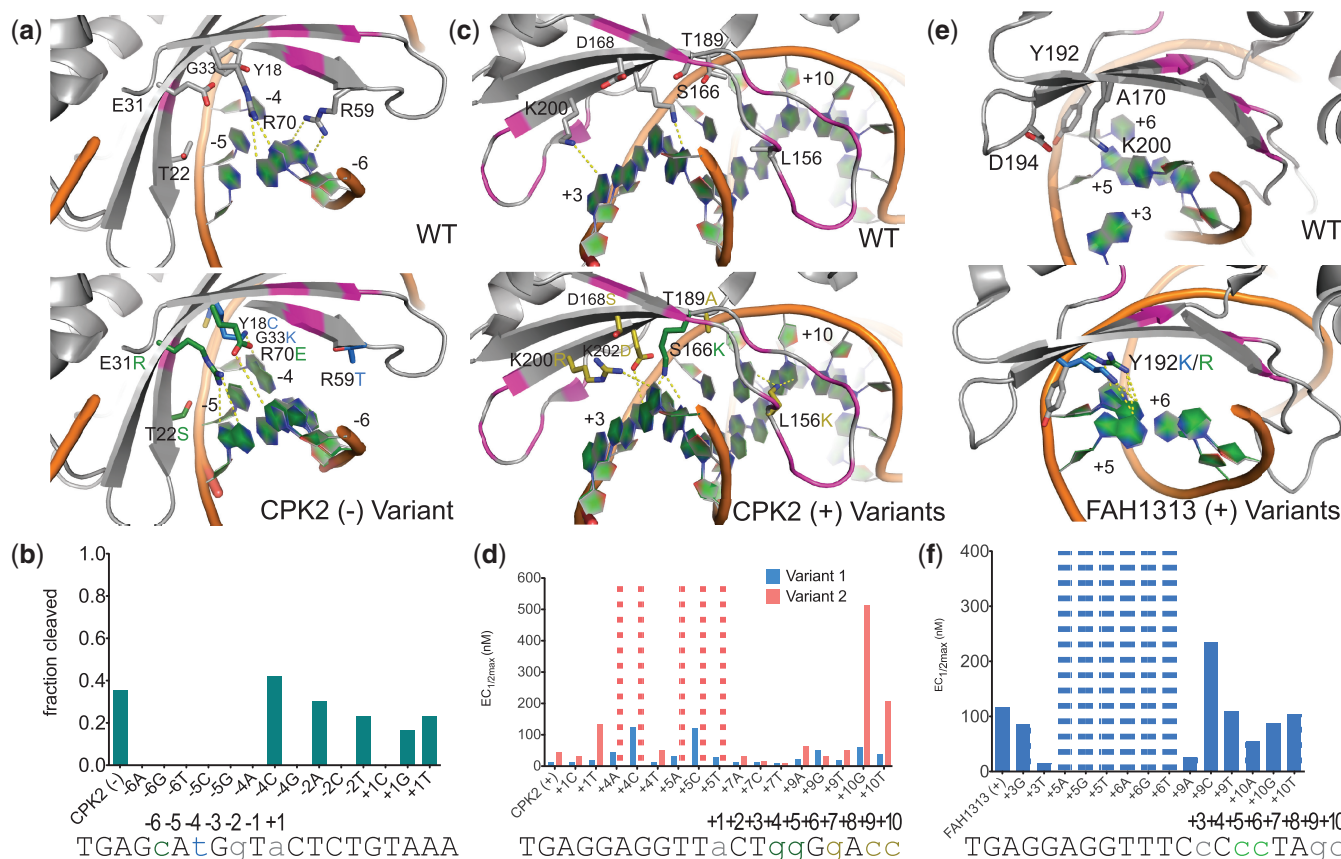 (a)
G33
Y18
E31
-4
R70
R59
-5
T22
-6
WT
Y18C
G33K
E31R
R70E
-4
R59T
-5
T22S
-6
CPK2 (-) Variant
(b)
fraction cleaved
1.0
0.8
0.6
0.4
0.2
0.0
CPK2 (-)
-6A
-6G
-6T
-5C
-5G
-4A
-4C
-4G
-2A
-2C
-2T
+1C
+1G
+1T
-6 -5 -4 -3 -2 -1 +1
TGAGcAtGgTaCTCTGTAAA
(c)
D168
T189
+10
S166
K200
L156
+3
WT
D168S
T189A
+10
K200R
K202D
S166K
+3
L156K
CPK2 (+) Variants
(d)
EC1/2max (nM)
600
500
400
300
200
100
0
Variant 1
Variant 2
CPK2 (+)
+1C
+1T
+4A
+4C
+4T
+5A
+5C
+5T
+7A
+7C
+7T
+9A
+9G
+9T
+10G
+10T
+1 +2 +3 +4 +5 +6 +7 +8 +9 +10
TGAGGAGGTTaCTggGgAcc
(e)
Y192
A170
+6
D194
K200
+5
+3
WT
Y192K/R
+6
+5
FAH1313 (+) Variants
(f)
EC1/2max (nM)
400
300
200
100
0
FAH1313 (+)
+3G
+3T
+5A
+5G
+5T
+6A
+6G
+6T
+9A
+9C
+9T
+10A
+10G
+10T
+3 +4 +5 +6 +7 +8 +9 +10
TGAGGAGGTTTCcCccTAg